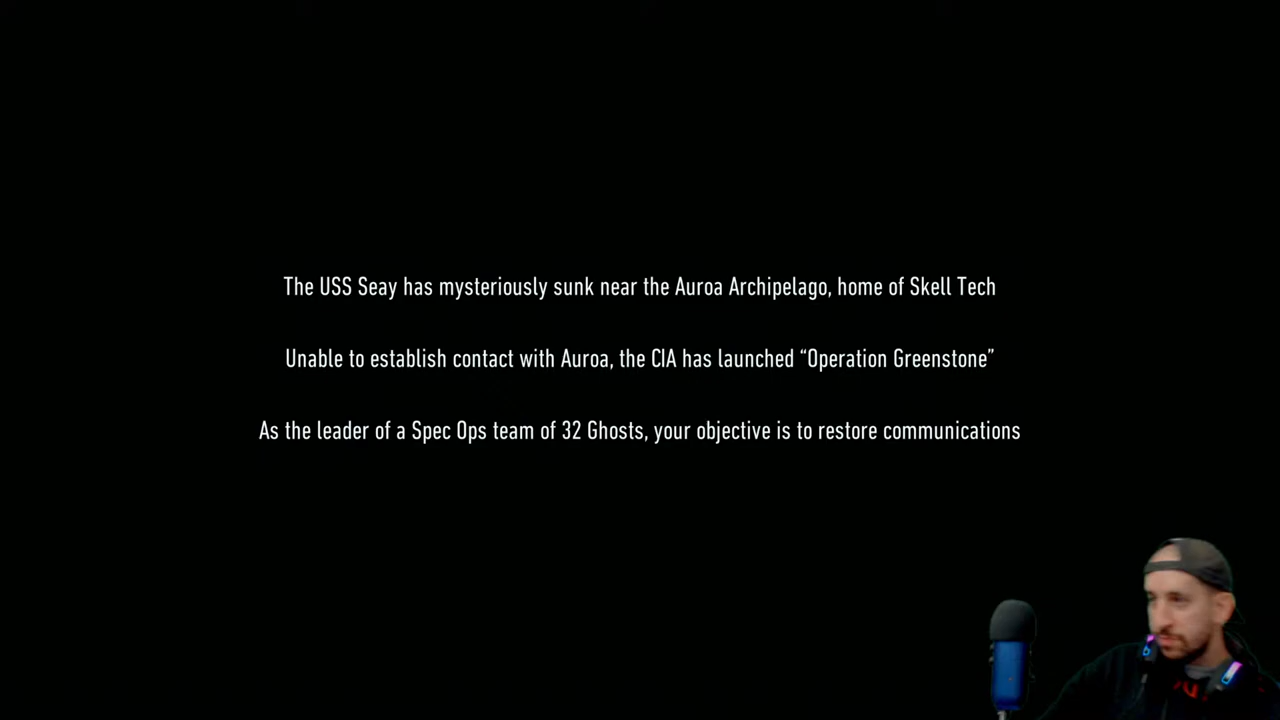 The USS Seay has mysteriously sunk near the Auroa Archipelago, home of Skell Tech
Unable to establish contact with Auroa, the CIA has launched “Operation Greenstone”
As the leader of a Spec Ops team of 32 Ghosts, your objective is to restore communications